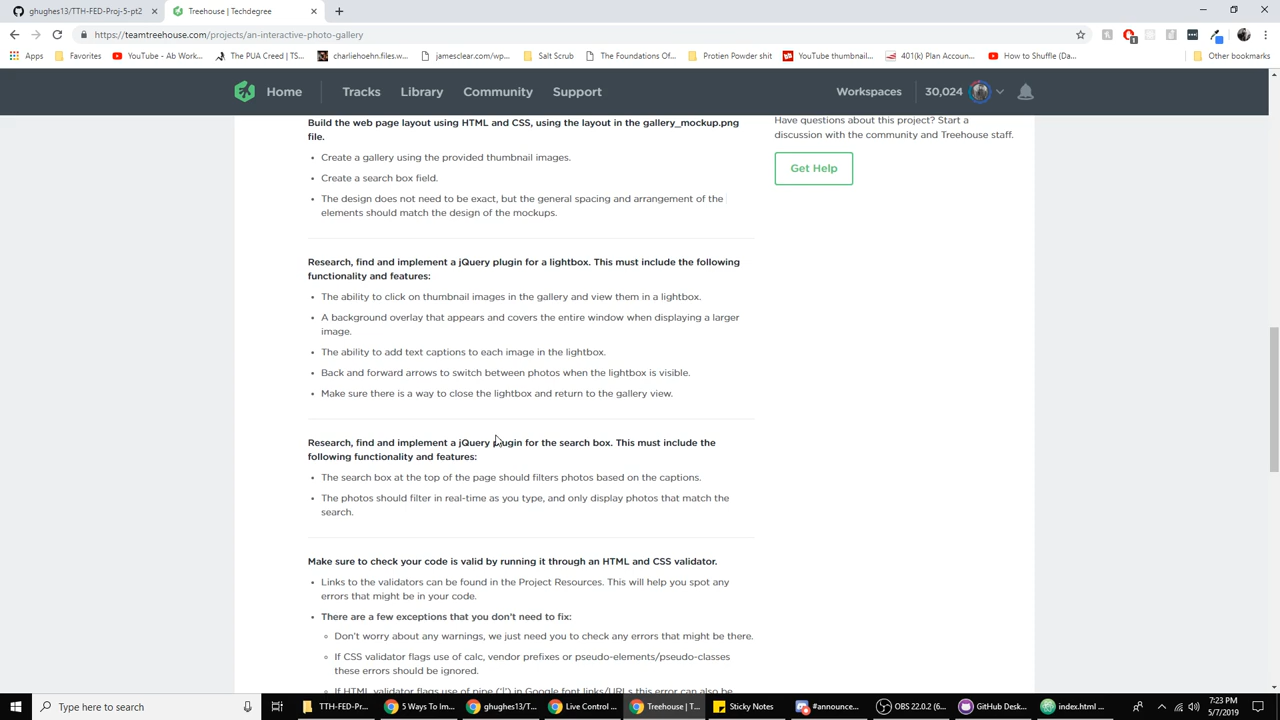 ghughes13/TTH-FED-Proj-5-pt2
Treehouse | Techdegree
https://teamtreehouse.com/projects/an-interactive-photo-gallery
Apps
Favorites
YouTube - Ab Work...
The PUA Creed | TS...
charliehoehn.files.w...
jamesclear.com/wp...
Salt Scrub
The Foundations Of...
Protien Powder shit
YouTube thumbnail...
401(k) Plan Accoun...
How to Shuffle (Da...
Other bookmarks
Home
Tracks
Library
Community
Support
Workspaces
30,024
Build the web page layout using HTML and CSS, using the layout in the gallery_mockup.png
file.
Create a gallery using the provided thumbnail images.
Create a search box field.
The design does not need to be exact, but the general spacing and arrangement of the
elements should match the design of the mockups.
Have questions about this project? Start a
discussion with the community and Treehouse staff.
Get Help
Research, find and implement a jQuery plugin for a lightbox. This must include the following
functionality and features:
The ability to click on thumbnail images in the gallery and view them in a lightbox.
A background overlay that appears and covers the entire window when displaying a larger
image.
The ability to add text captions to each image in the lightbox.
Back and forward arrows to switch between photos when the lightbox is visible.
Make sure there is a way to close the lightbox and return to the gallery view.
Research, find and implement a jQuery plugin for the search box. This must include the
following functionality and features:
The search box at the top of the page should filters photos based on the captions.
The photos should filter in real-time as you type, and only display photos that match the
search.
Make sure to check your code is valid by running it through an HTML and CSS validator.
Links to the validators can be found in the Project Resources. This will help you spot any
errors that might be in your code.
There are a few exceptions that you don't need to fix:
Don't worry about any warnings, we just need you to check any errors that might be there.
If CSS validator flags use of calc, vendor prefixes or pseudo-elements/pseudo-classes
these errors should be ignored.
If HTML validator flags use of pipe ('|') in Google font links/URLs this error can also be
Type here to search
TTH-FED-Pr...
5 Ways To Im...
ghughes13/T...
Live Control ...
Treehouse | T...
Sticky Notes
#announce...
OBS 22.0.2 (6...
GitHub Desk...
index.html ...
7:23 PM
5/7/2019